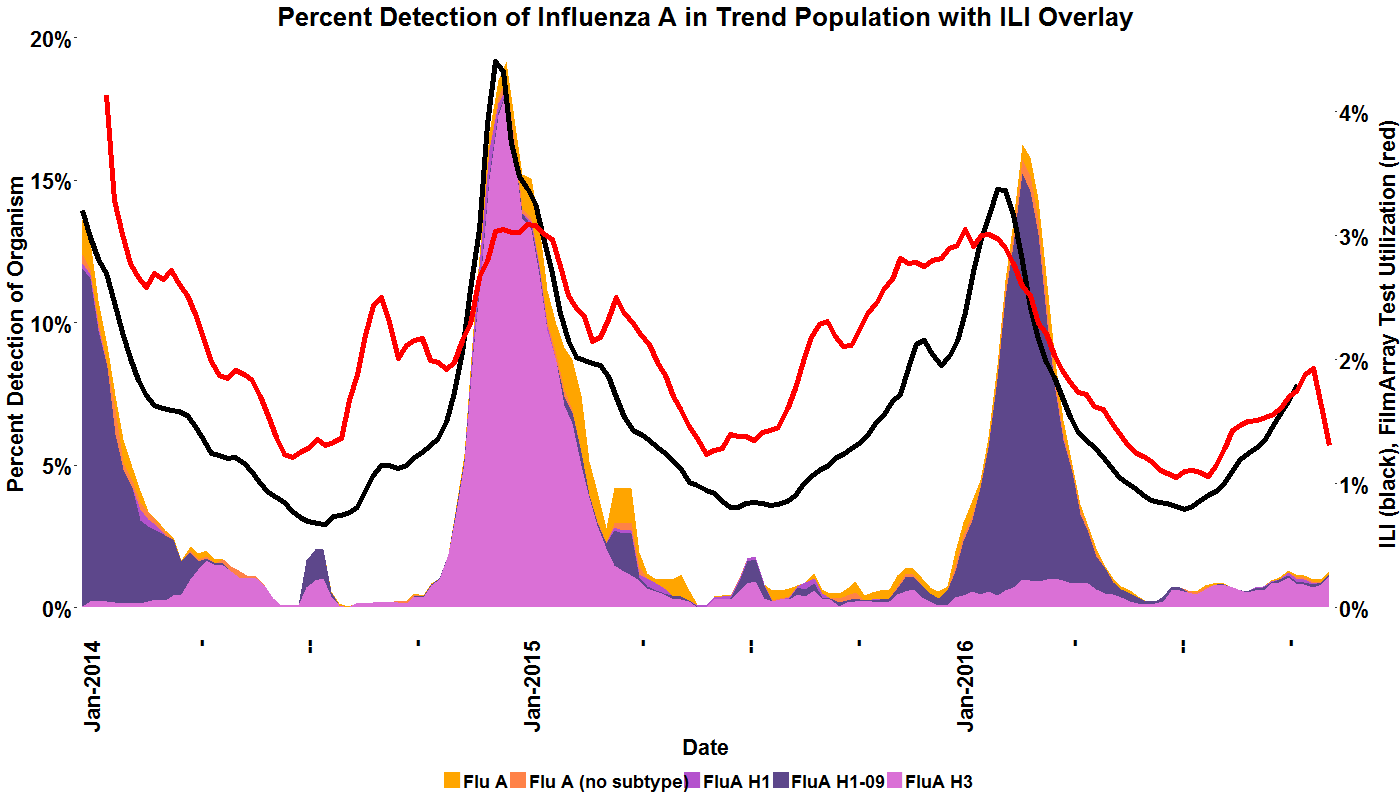 Percent Detection of Influenza A in Trend Population with ILI Overlay
20%
15%
10%
5%
0%
Percent Detection of Organism
4%
3%
2%
1%
0%
ILI (black), FilmArray Test Utilization (red)
Jan-2014
-
--
-
Jan-2015
-
--
-
Jan-2016
-
--
-
Date
Flu A Flu A (no subtype) FluA H1 FluA H1-09 FluA H3